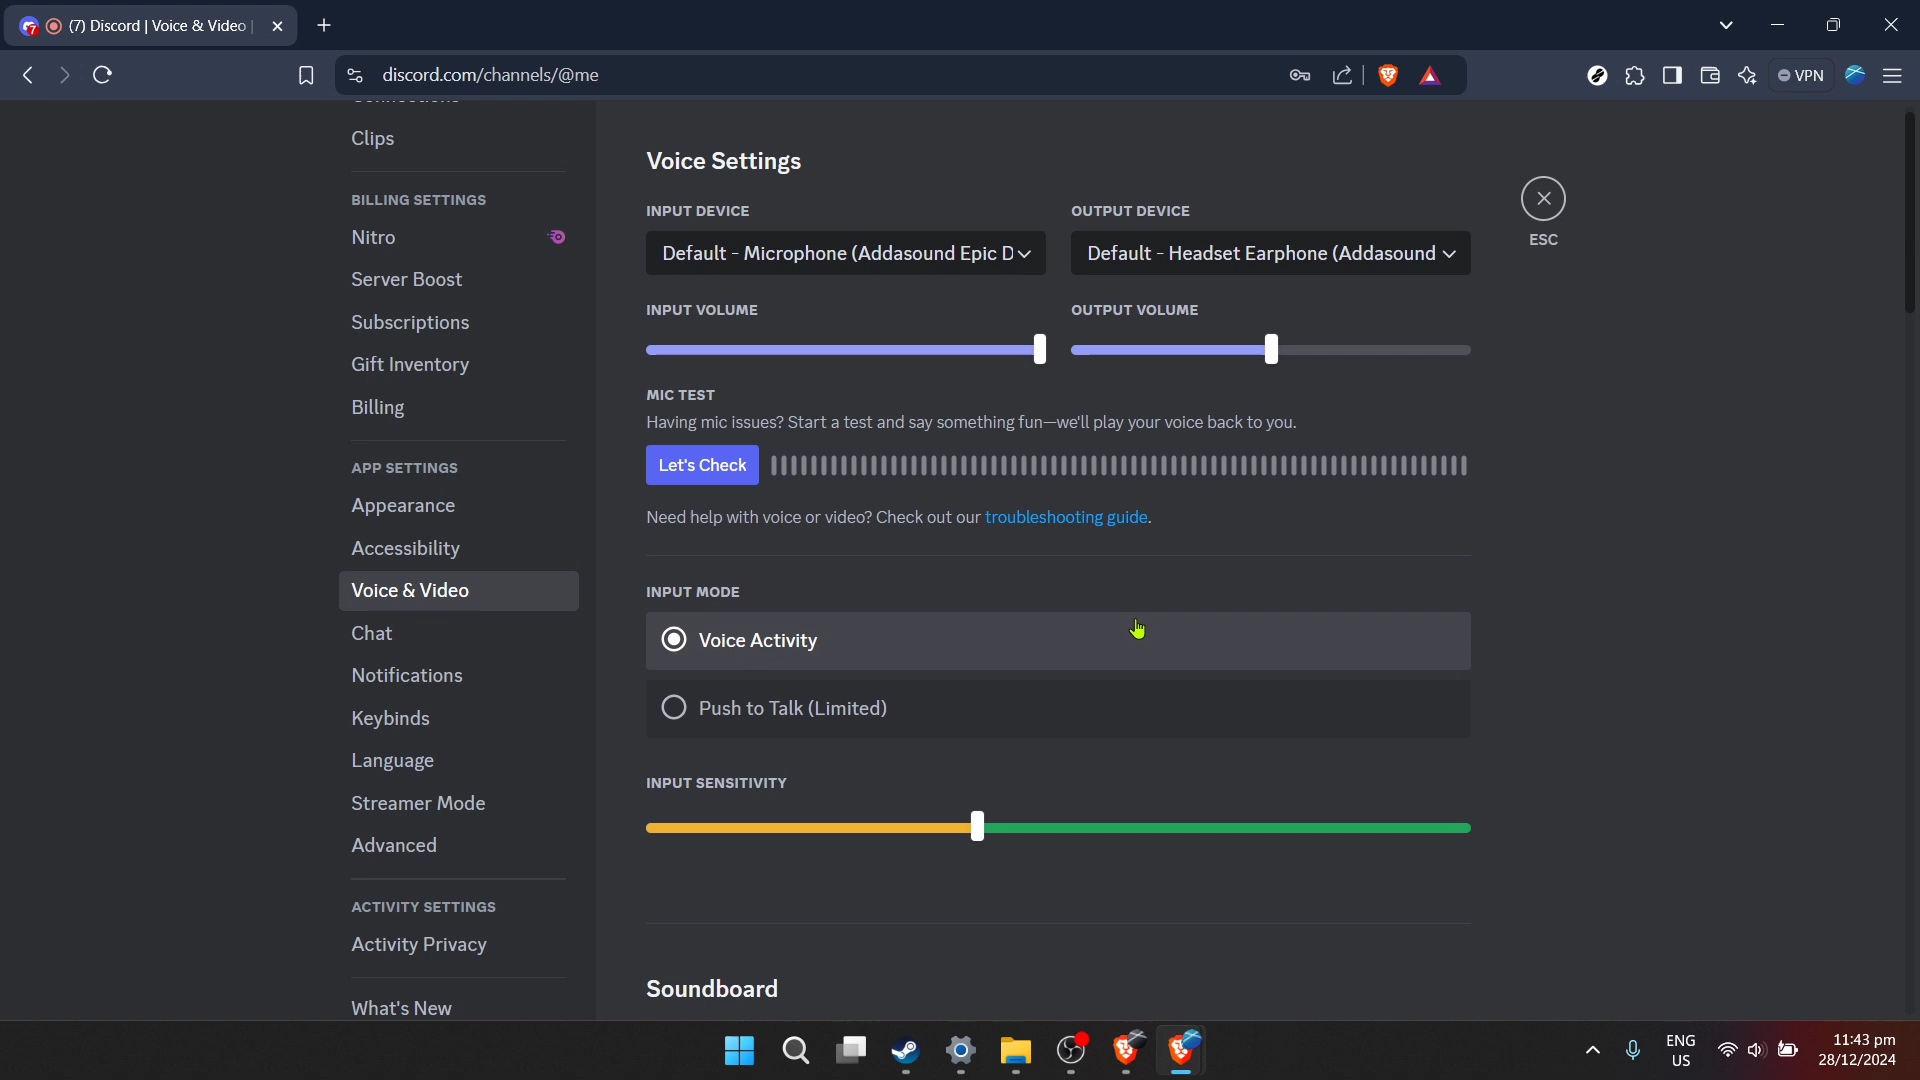 (7) Discord | Voice & Video |
discord.com/channels/@me
VPN
Clips
BILLING SETTINGS
Nitro
Server Boost
Subscriptions
Gift Inventory
Billing
APP SETTINGS
Appearance
Accessibility
Voice & Video
Chat
Notifications
Keybinds
Language
Streamer Mode
Advanced
ACTIVITY SETTINGS
Activity Privacy
What's New
Voice Settings
INPUT DEVICE
Default - Microphone (Addasound Epic D
OUTPUT DEVICE
Default - Headset Earphone (Addasound
ESC
INPUT VOLUME
OUTPUT VOLUME
MIC TEST
Having mic issues? Start a test and say something fun—we'll play your voice back to you.
Let's Check
Need help with voice or video? Check out our troubleshooting guide.
INPUT MODE
Voice Activity
Push to Talk (Limited)
INPUT SENSITIVITY
Soundboard
ENG
US
11:43 pm
28/12/2024